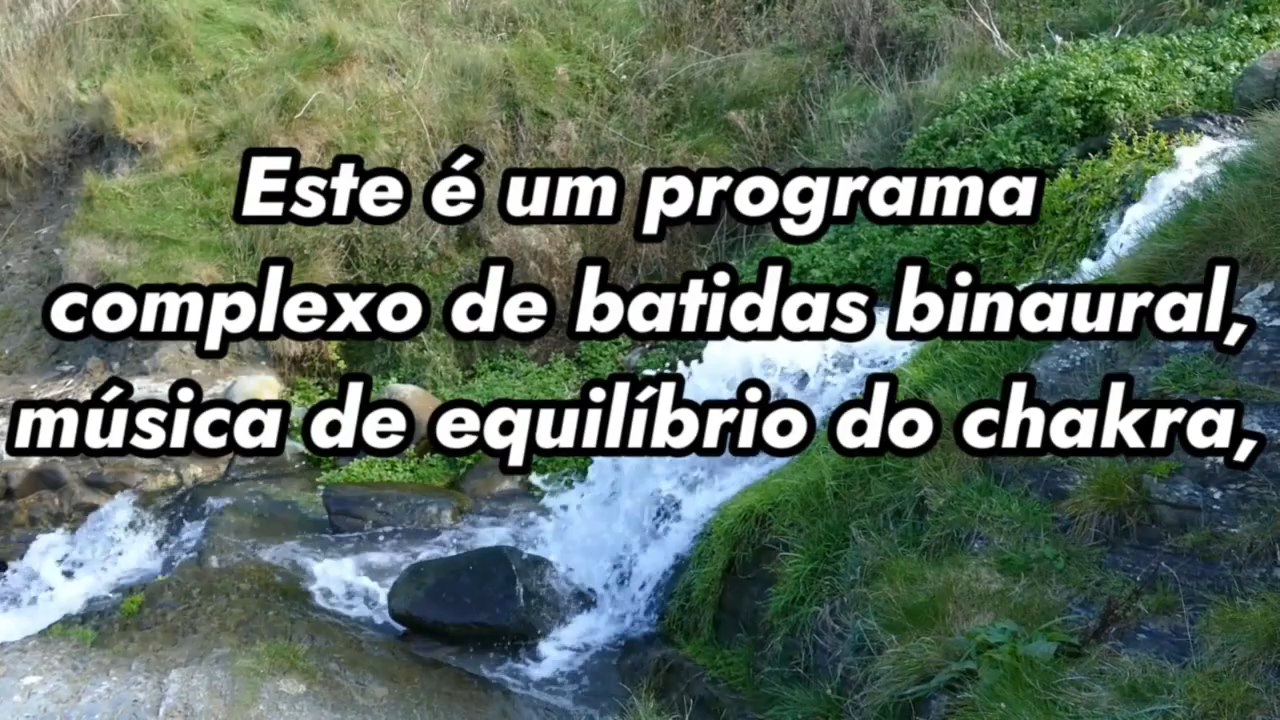 Este é um programa
complexo de batidas binaural,
música de equilíbrio do chakra,